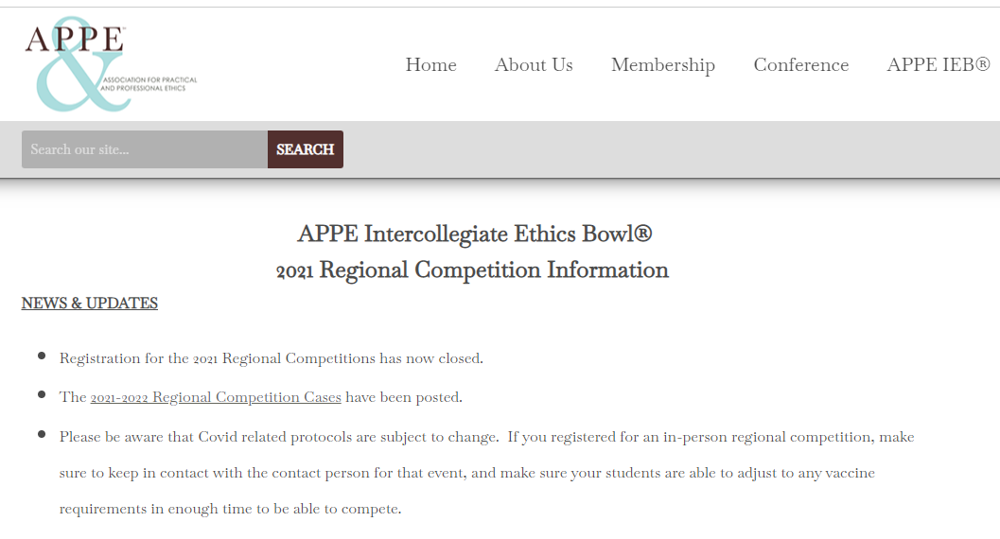 APPE
&
ASSOCIATION FOR PRACTICAL
AND PROFESSIONAL ETHICS
Home About Us Membership Conference APPE IEB®
Search our site... SEARCH
APPE Intercollegiate Ethics Bowl®
2021 Regional Competition Information
NEWS & UPDATES
• Registration for the 2021 Regional Competitions has now closed.
• The 2021-2022 Regional Competition Cases have been posted.
• Please be aware that Covid related protocols are subject to change.  If you registered for an in-person regional competition, make
sure to keep in contact with the contact person for that event, and make sure your students are able to adjust to any vaccine
requirements in enough time to be able to compete.